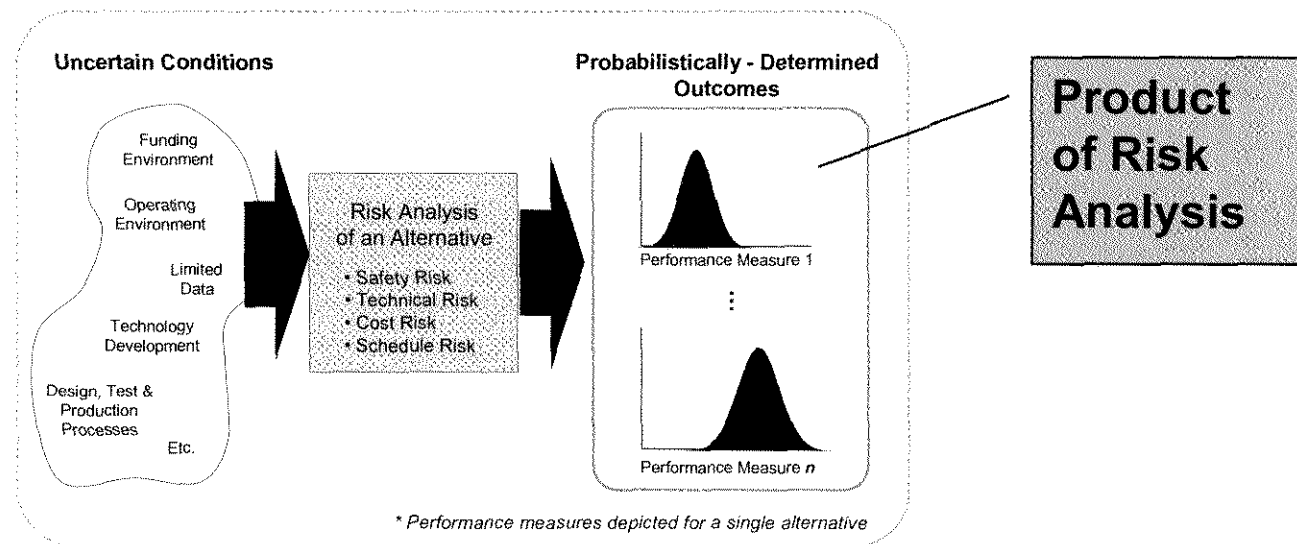 Uncertain Conditions
Funding
Environment
Operating
Environment
Limited
Data
Technology
Development
Design, Test &
Production
Processes
Etc.
Risk Analysis
of an Alternative
• Safety Risk
• Technical Risk
• Cost Risk
• Schedule Risk
Probabilistically - Determined
Outcomes
Performance Measure 1
...
Performance Measure n
* Performance measures depicted for a single alternative
Product
of Risk
Analysis